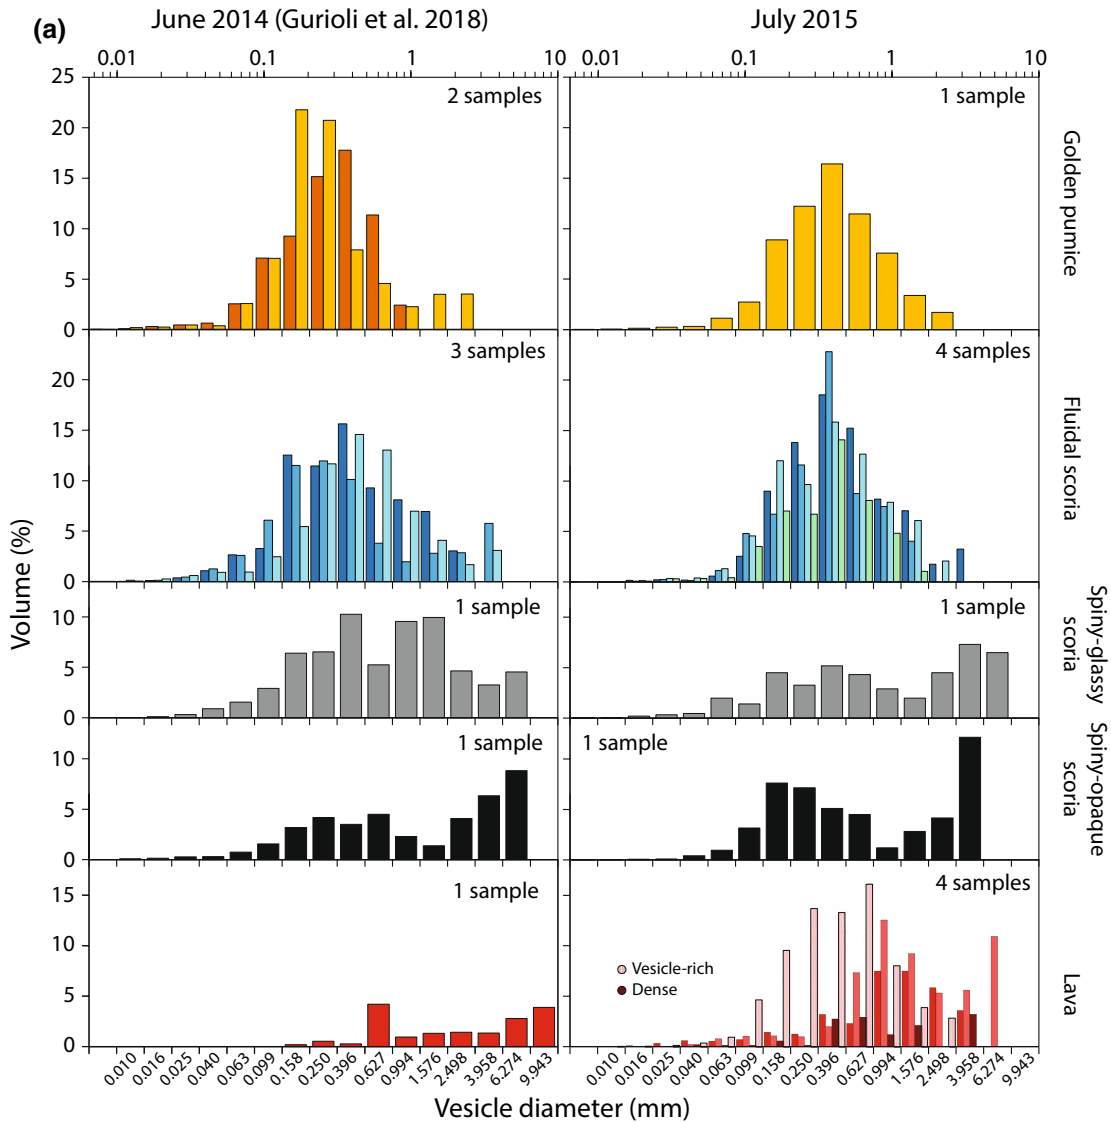 (a)
June 2014 (Gurioli et al. 2018)
July 2015
0.01 0.1 1 10
0.01 0.1 1 10
25
20
15
10
5
0
2 samples
1 sample
Golden pumice
20
15
10
5
0
3 samples
4 samples
Fluidal scoria
10
5
0
1 sample
1 sample
Spiny-glassy
scoria
10
5
0
1 sample
1 sample
Spiny-opaque
scoria
15
10
5
0
1 sample
4 samples
Vesicle-rich
Dense
Lava
Volume (%)
0.010 0.016 0.025 0.040 0.063 0.099 0.158 0.250 0.396 0.627 0.994 1.576 2.498 3.958 6.274 9.943
0.010 0.016 0.025 0.040 0.063 0.099 0.158 0.250 0.396 0.627 0.994 1.576 2.498 3.958 6.274 9.943
Vesicle diameter (mm)